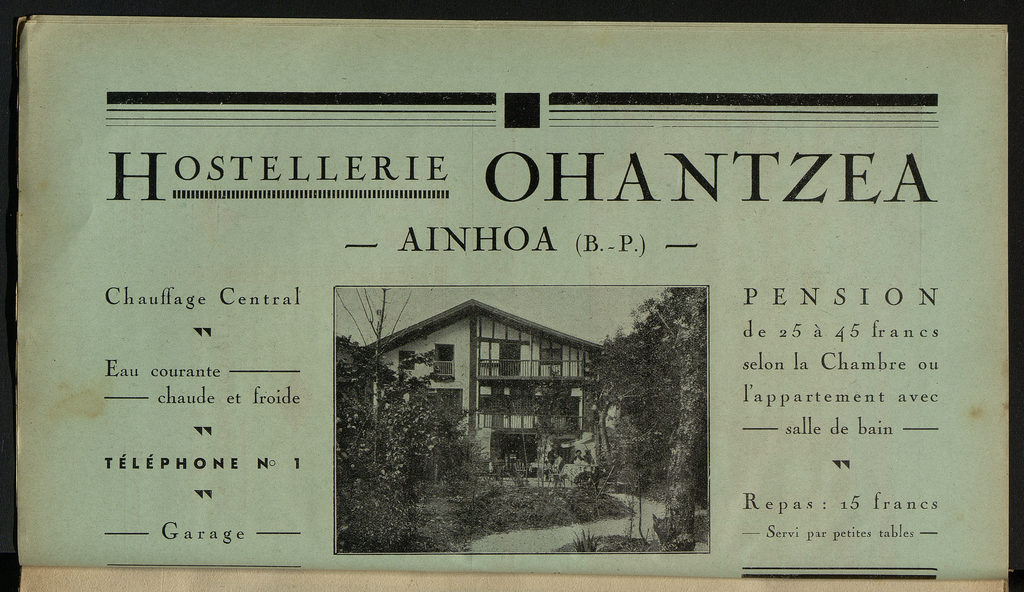 HOSTELLERIE OHANTZEA
— AINHOA (B.-P.) —
Chauffage Central
Eau courante —
— chaude et froide
TÉLÉPHONE No 1
— Garage —
PENSION
de 25 à 45 francs
selon la Chambre ou
l'appartement avec
— salle de bain —
Repas : 15 francs
— Servi par petites tables —